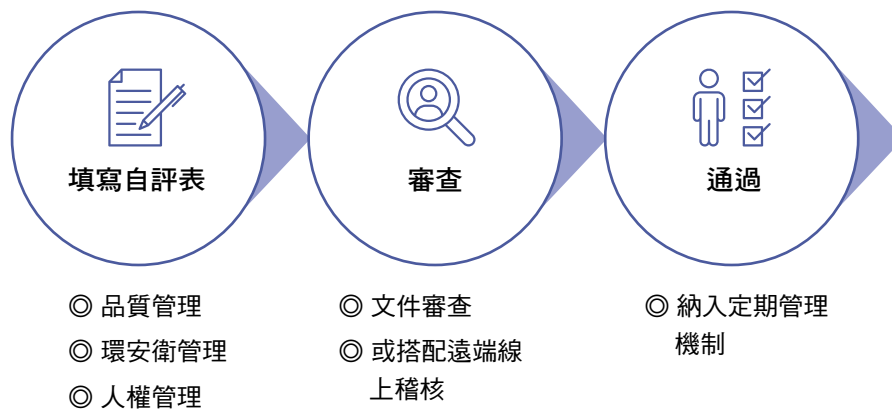 填寫自評表
◎ 品質管理
◎ 環安衛管理
◎ 人權管理
審查
◎ 文件審查
◎ 或搭配遠端線
上稽核
通過
◎ 納入定期管理
機制